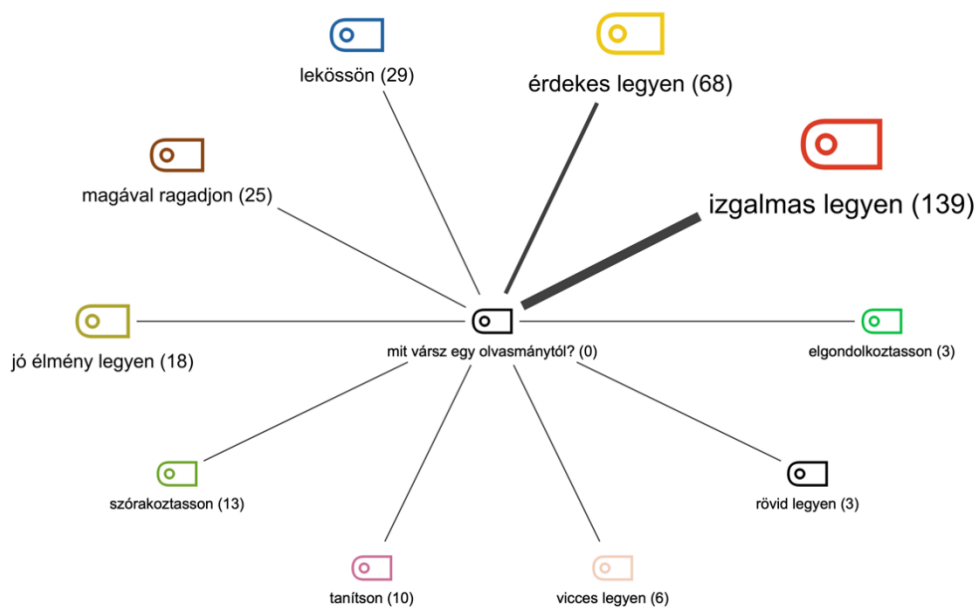 lekössön (29)
érdekes legyen (68)
magával ragadjon (25)
izgalmas legyen (139)
jó élmény legyen (18)
mit vársz egy olvasmánytól? (0)
elgondolkoztasson (3)
szórakoztasson (13)
rövid legyen (3)
tanítson (10)
vicces legyen (6)